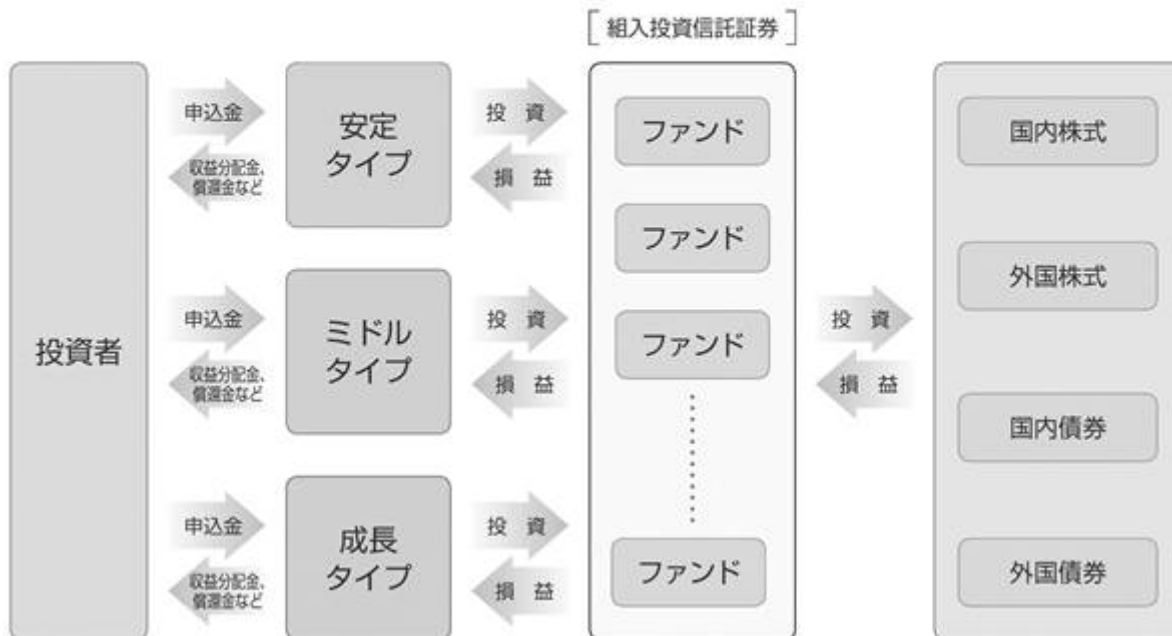 [組入投資信託証券]
投資者
申込金
収益分配金、
償還金など
安定
タイプ
投 資
損 益
申込金
収益分配金、
償還金など
ミドル
タイプ
投 資
損 益
申込金
収益分配金、
償還金など
成長
タイプ
投 資
損 益
ファンド
ファンド
ファンド
ファンド
投 資
損 益
国内株式
外国株式
国内債券
外国債券